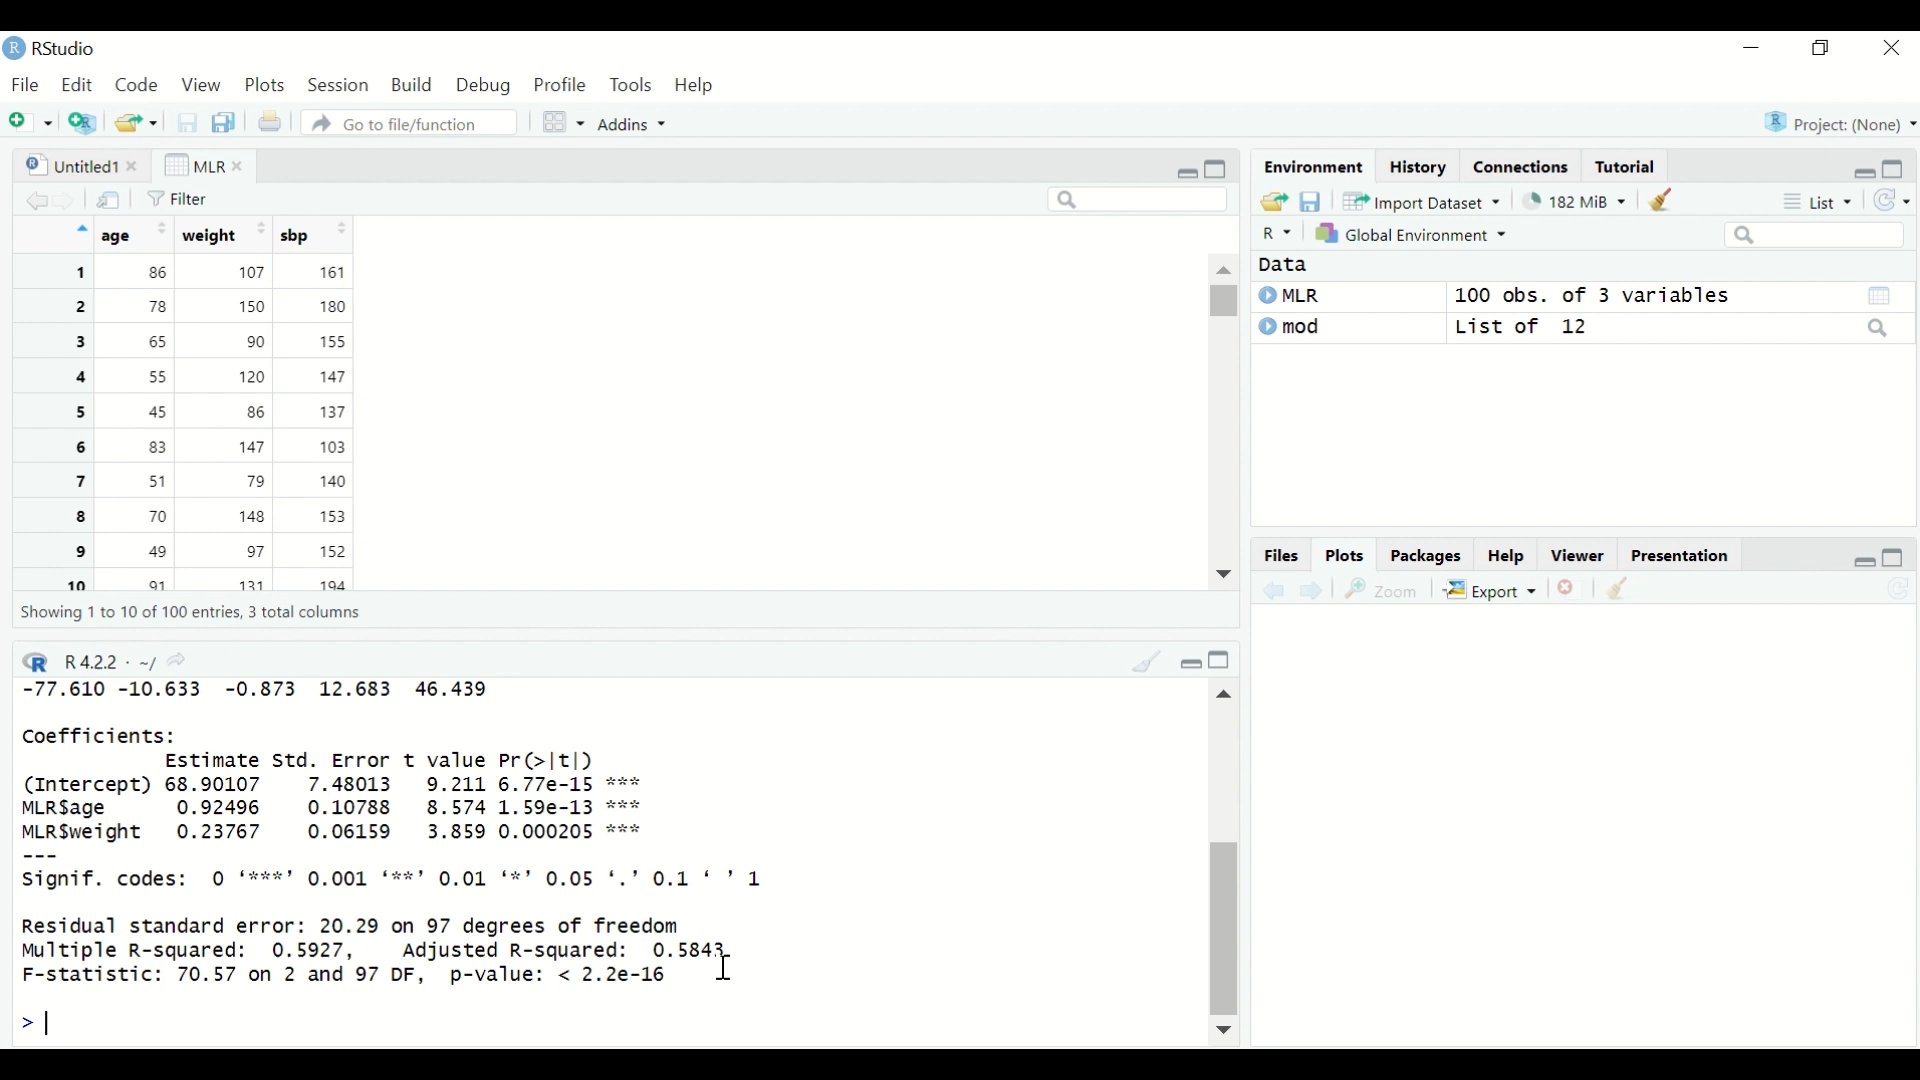 RStudio
File Edit Code View Plots Session Build Debug Profile Tools Help
Go to file/function Addins Project: (None)
Untitled1 MLR
Filter
age weight sbp
1 86 107 161
2 78 150 180
3 65 90 155
4 55 120 147
5 45 86 137
6 83 147 103
7 51 79 140
8 70 148 153
9 49 97 152
10 91 131 194
Showing 1 to 10 of 100 entries, 3 total columns
R 4.2.2 · ~/
-77.610 -10.633 -0.873 12.683 46.439
Coefficients:
Estimate Std. Error t value Pr(>|t|)
(Intercept) 68.90107 7.48013 9.211 6.77e-15 ***
MLR$age 0.92496 0.10788 8.574 1.59e-13 ***
MLR$weight 0.23767 0.06159 3.859 0.000205 ***
---
Signif. codes: 0 ‘***’ 0.001 ‘**’ 0.01 ‘*’ 0.05 ‘.’ 0.1 ‘ ’ 1
Residual standard error: 20.29 on 97 degrees of freedom
Multiple R-squared: 0.5927, Adjusted R-squared: 0.5843
F-statistic: 70.57 on 2 and 97 DF, p-value: < 2.2e-16
>
Environment History Connections Tutorial
Import Dataset 182 MiB List
R Global Environment
Data
MLR 100 obs. of 3 variables
mod List of 12
Files Plots Packages Help Viewer Presentation
Zoom Export